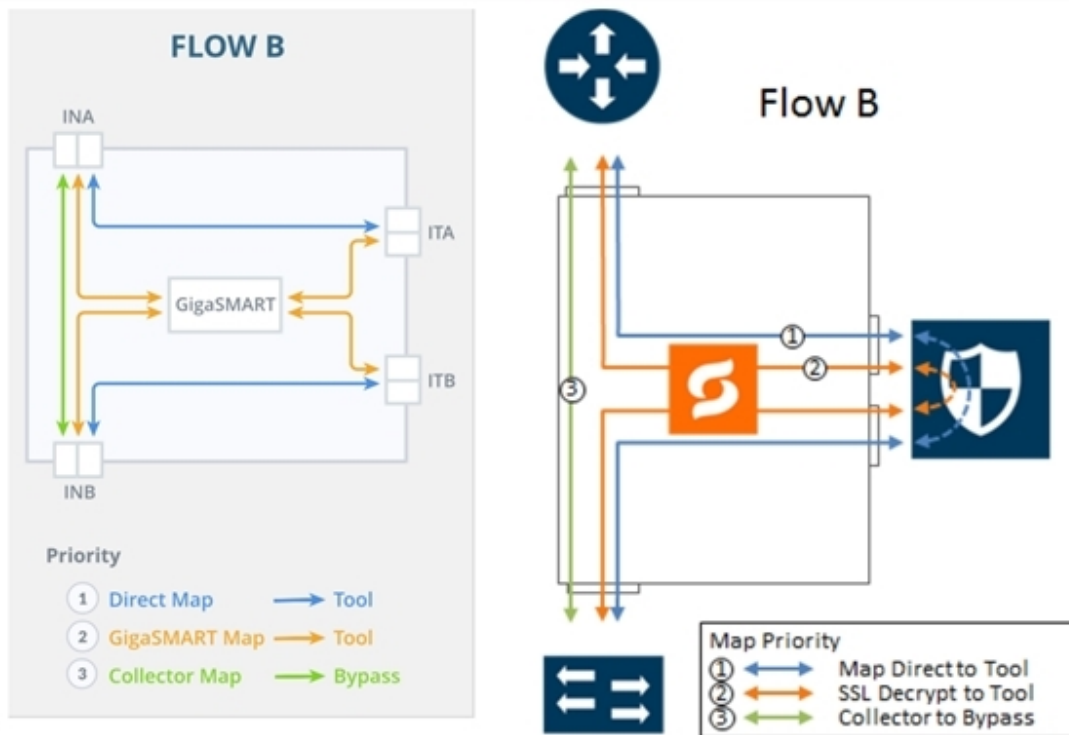 FLOW B
INA
ITA
GigaSMART
ITB
INB
Priority
1 Direct Map Tool
2 GigaSMART Map Tool
3 Collector Map Bypass
Flow B
1
2
3
Map Priority
1 Map Direct to Tool
2 SSL Decrypt to Tool
3 Collector to Bypass